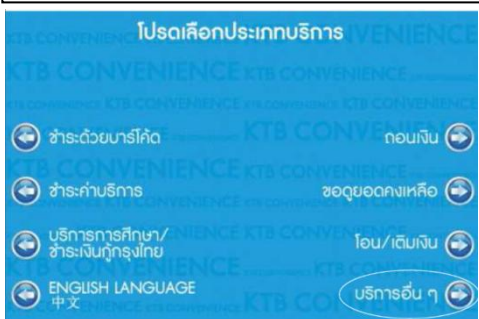 โปรดเลือกประเภทบริการ
ชำระด้วยบาร์โค้ด
ถอนเงิน
ชำระค่าบริการ
ขอดูยอดคงเหลือ
บริการการศึกษา/
ชำระเงินกู้กรุงไทย
โอน/เติมเงิน
ENGLISH LANGUAGE
中文
บริการอื่น ๆ
KTB CONVENIENCE